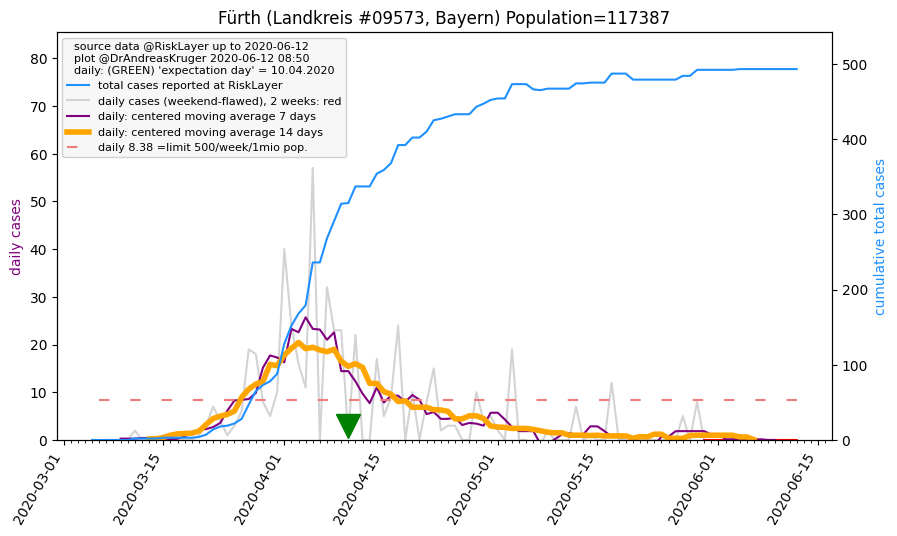 Fürth (Landkreis #09573, Bayern) Population=117387
source data @RiskLayer up to 2020-06-12
plot @DrAndreasKruger 2020-06-12 08:50
daily: (GREEN) 'expectation day' = 10.04.2020
total cases reported at RiskLayer
daily cases (weekend-flawed), 2 weeks: red
daily: centered moving average 7 days
daily: centered moving average 14 days
daily 8.38 =limit 500/week/1mio pop.
daily cases
80
70
60
50
40
30
20
10
0
cumulative total cases
500
400
300
200
100
0
2020-03-01
2020-03-15
2020-04-01
2020-04-15
2020-05-01
2020-05-15
2020-06-01
2020-06-15